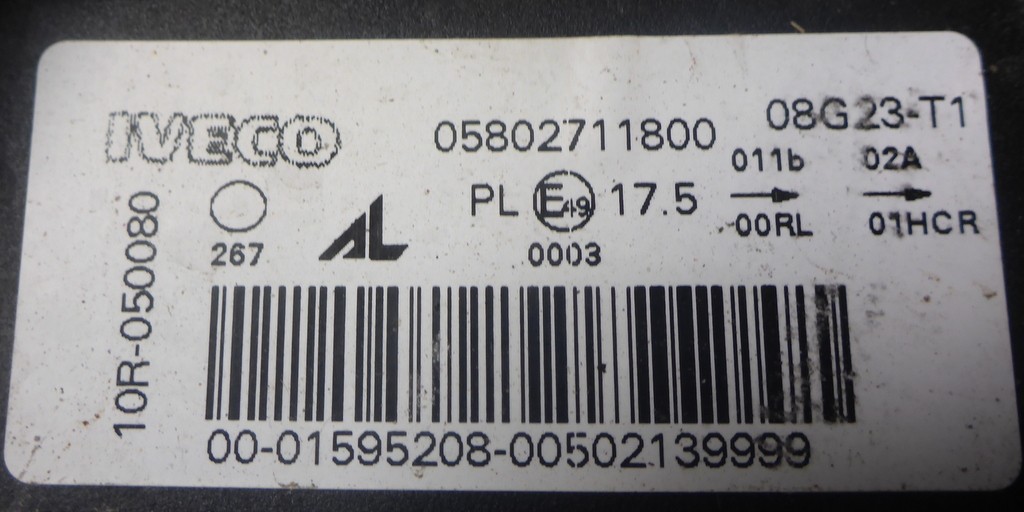 IVECO 05802711800 08G23-T1
011b 02A
PL E49 17.5
00RL 01HCR
267 AL 0003
10R-050080
00-01595208-00502139999